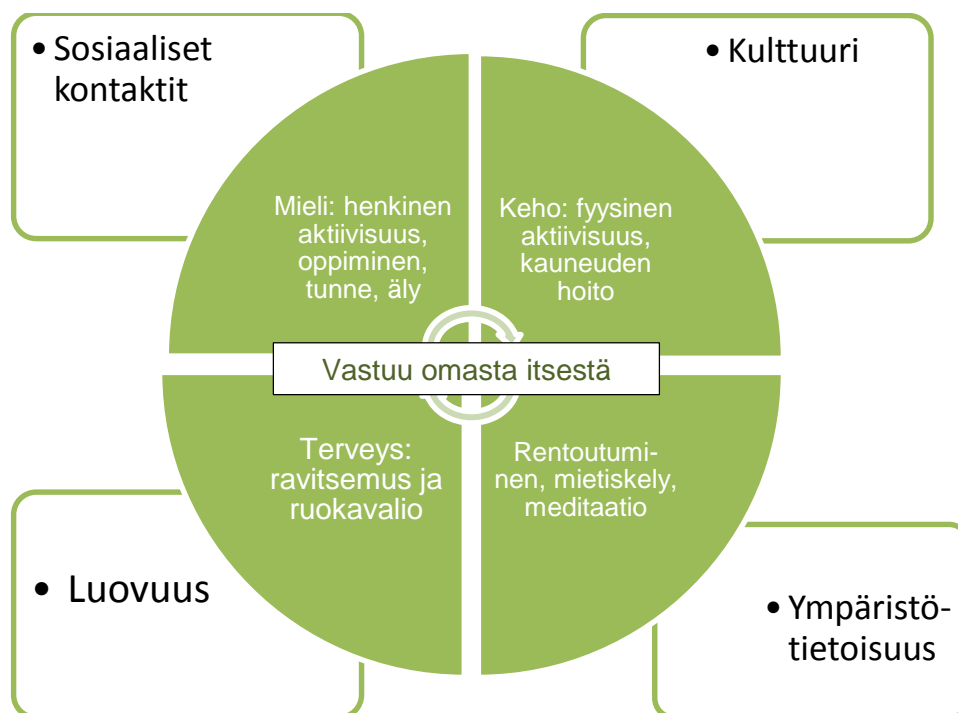 • Sosiaaliset
kontaktit
• Kulttuuri
Mieli: henkinen
aktiivisuus,
oppiminen,
tunne, äly
Keho: fyysinen
aktiivisuus,
kauneuden
hoito
Vastuu omasta itsestä
Terveys:
ravitsemus ja
ruokavalio
Rentoutumi-
nen, mietiskely,
meditaatio
• Luovuus
• Ympäristö-
tietoisuus